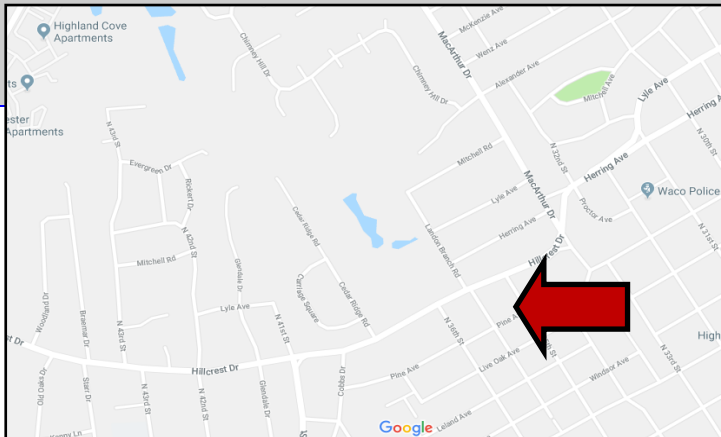 Highland Cove
Apartments
McKenzie Ave
Chimney Hill Dr
MacArthur Dr
Wenz Ave
ts
Alexander Ave
Chimney Hill Dr
Mitchell Ave
Lyle Ave
ester
Apartments
N 43rd St
Herring A
N 30th St
Mitchell Rd
N 32nd St
Evergreen Dr
Herring Ave
Rickert Dr
Lyle Ave
MacArthur Dr
Waco Police
Cedar Ridge Rd
Proctor Ave
N 31st St
Landon Branch Rd
Herring Ave
N 42nd St
Hillcrest Dr
Mitchell Rd
Glendale Dr
Carriage Square
Cedar Ridge Rd
Woodland Dr
Braemar Dr
N 43rd St
Lyle Ave
N 41st St
Pine A
N 36th St
High
N 33rd St
st Dr
Hillcrest Dr
Live Oak Ave
Windsor Ave
Pine Ave
Cobbs Dr
Old Oaks Dr
Starr Dr
N 43rd St
N 42nd St
Glendale Dr
Leland Ave
Google